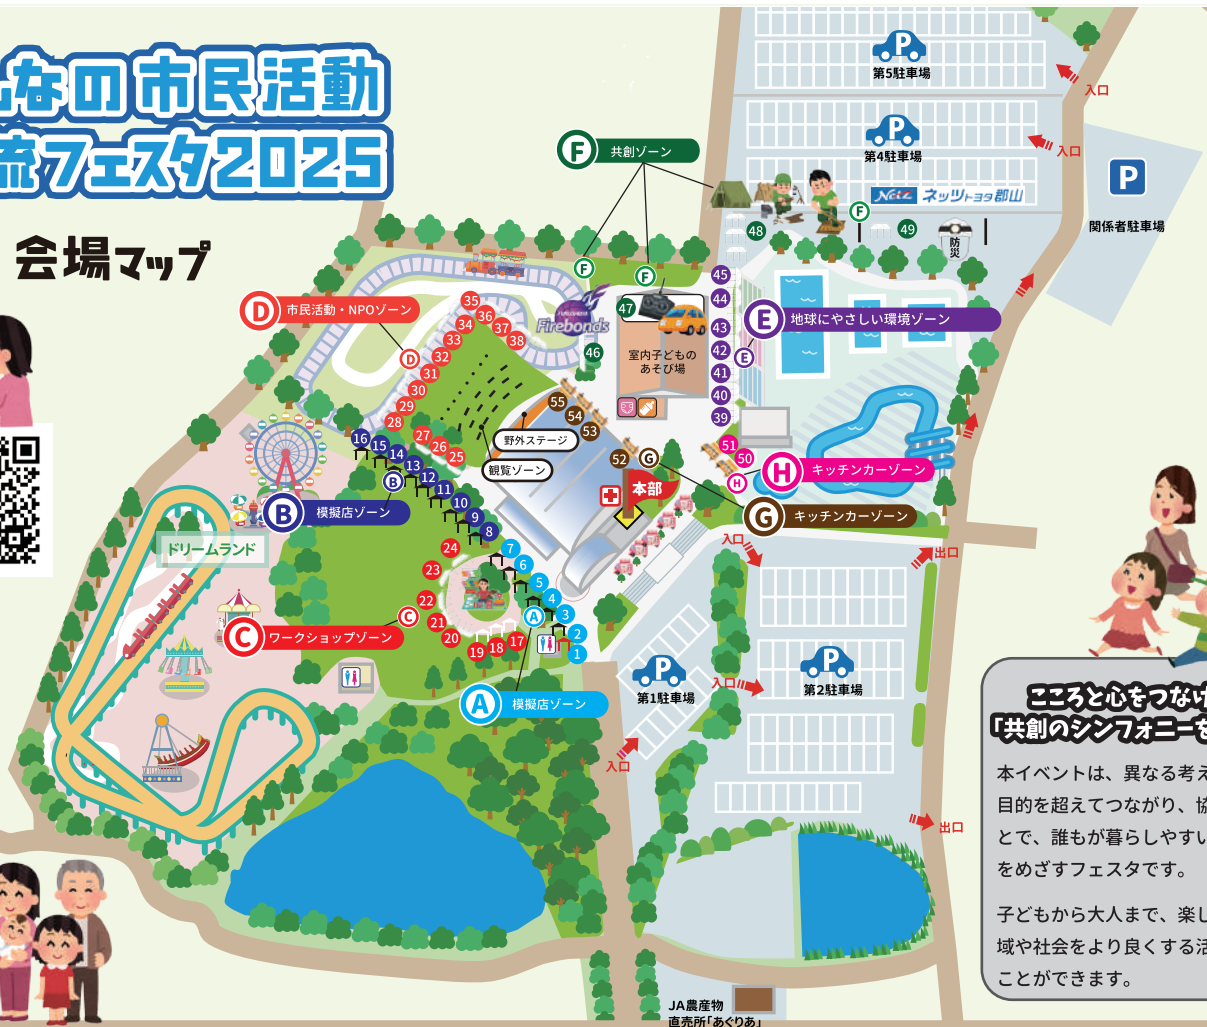 んなの市民活動
流フェスタ2025
会場マップ
P
第5駐車場
入口
P
第4駐車場
入口
P
関係者駐車場
F 共創ゾーン
Netz ネッツトヨタ郡山
F
48
49
防災
F
F
D 市民活動・NPOゾーン
35
36
34
37
33
38
32
D
31
30
29
28
Firebonds
47
46
室内子どもの
あそび場
45
44
43
42
41
40
39
E 地球にやさしい環境ゾーン
E
55
54
53
52
G
野外ステージ
観覧ゾーン
本部
51
50
H
H キッチンカーゾーン
G キッチンカーゾーン
27
26
25
16
15
14
13
12
11
10
9
8
B
B 模擬店ゾーン
ドリームランド
24
23
22
21
20
19
18
17
C
C ワークショップゾーン
7
6
5
4
3
2
1
A
A 模擬店ゾーン
入口
出口
P
第1駐車場
入口
P
第2駐車場
入口
出口
JA農産物
直売所「あぐりあ」
こころと心をつなげ
「共創のシンフォニーを
本イベントは、異なる考え
目的を超えてつながり、協
とで、誰もが暮らしやすい
をめざすフェスタです。
子どもから大人まで、楽し
域や社会をより良くする活
ことができます。